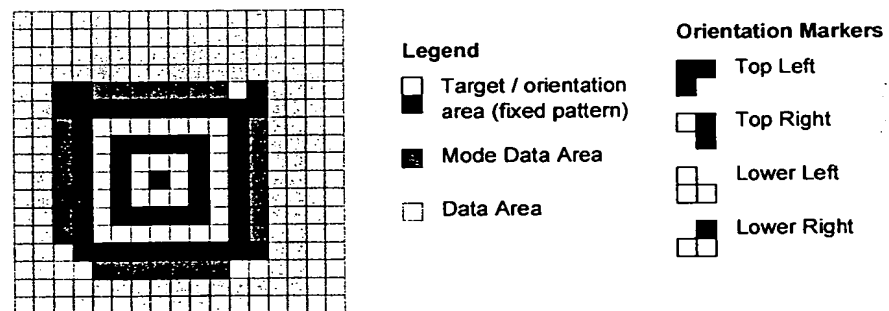 Legend
Target / orientation
area (fixed pattern)
Mode Data Area
Data Area
Orientation Markers
Top Left
Top Right
Lower Left
Lower Right